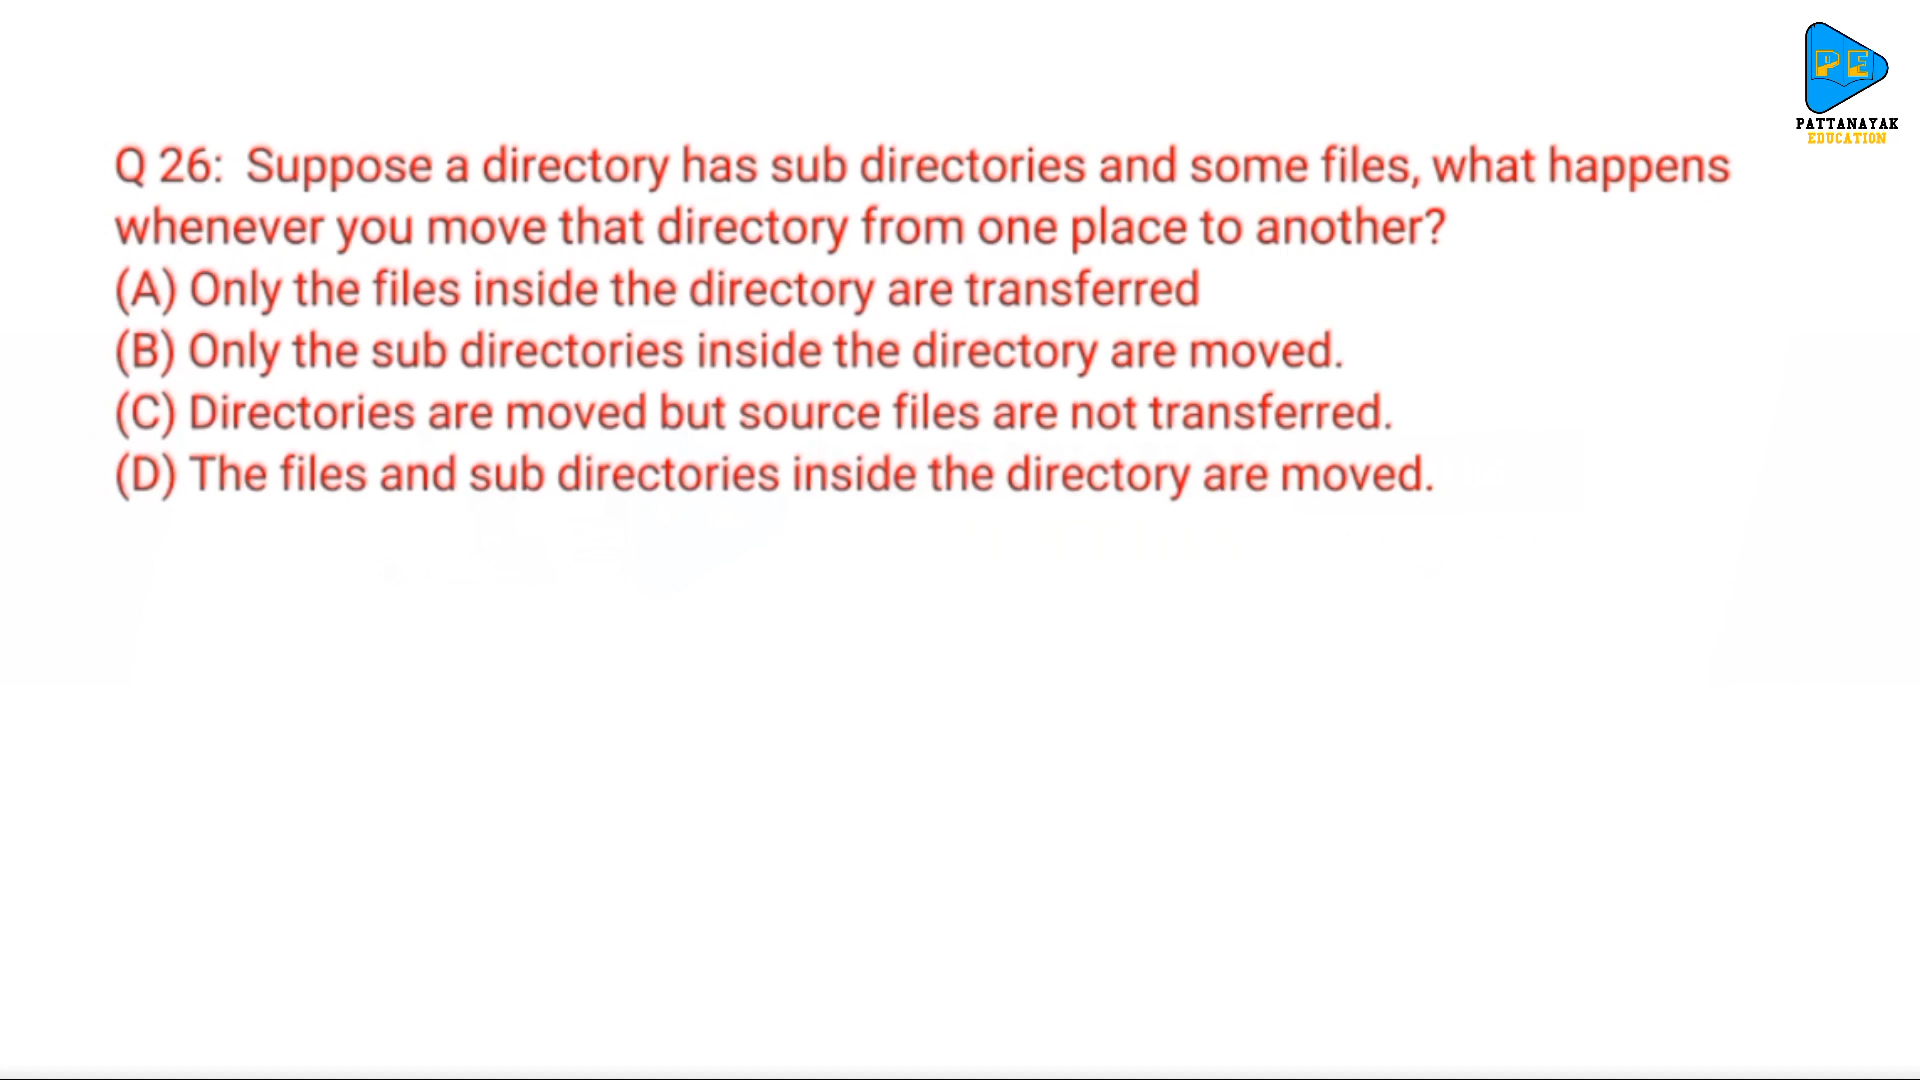 PE
PATTANAYAK
EDUCATION
Q 26: Suppose a directory has sub directories and some files, what happens
whenever you move that directory from one place to another?
(A) Only the files inside the directory are transferred
(B) Only the sub directories inside the directory are moved.
(C) Directories are moved but source files are not transferred.
(D) The files and sub directories inside the directory are moved.